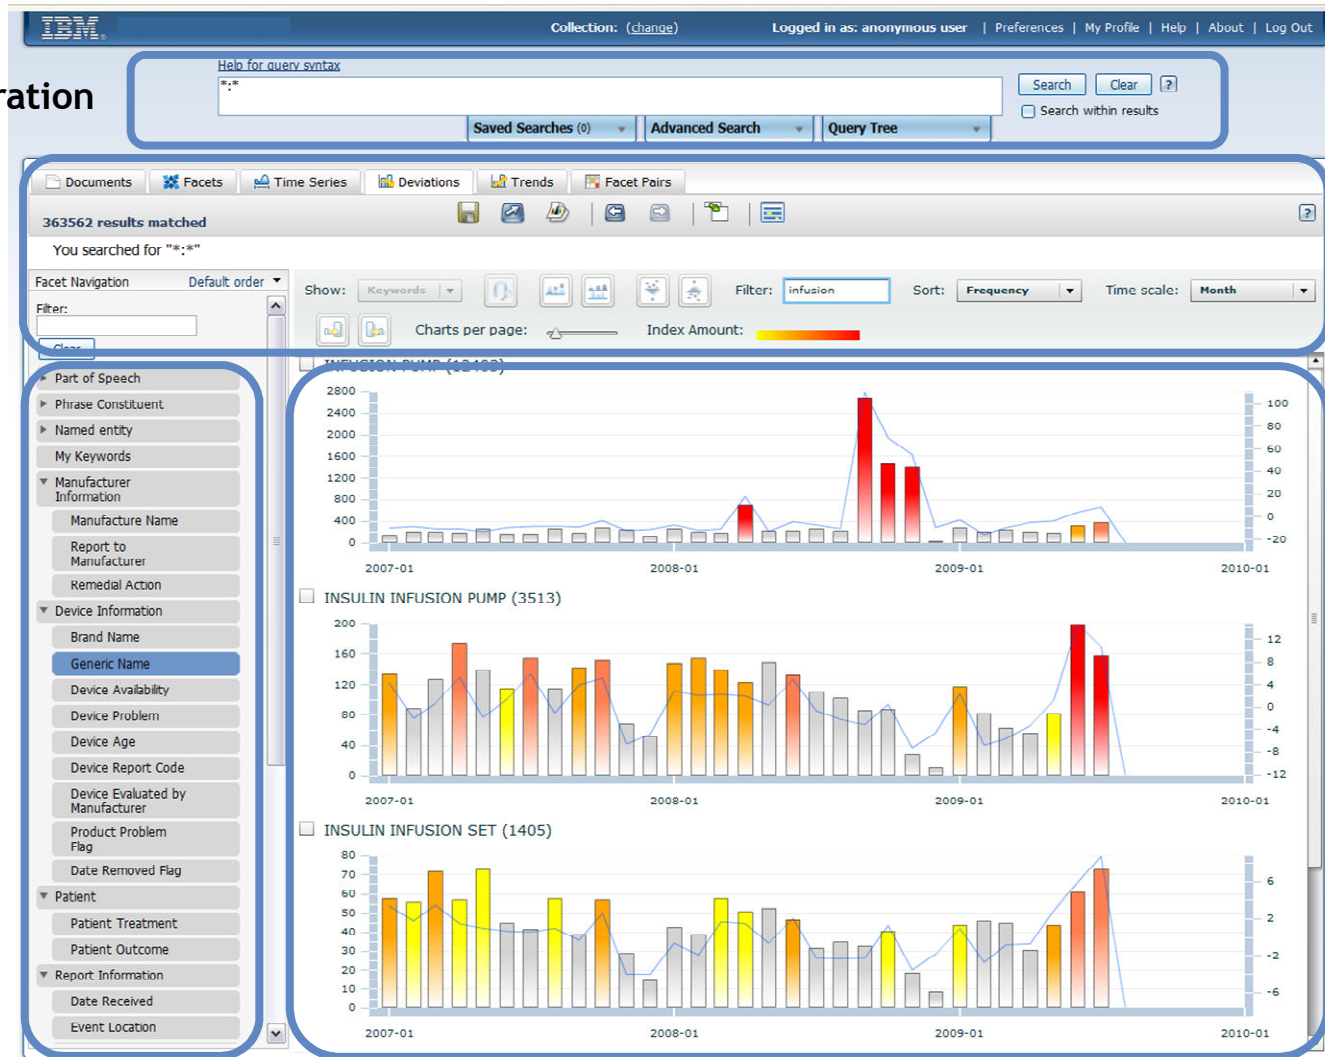 IBM®
Collection: (change)
Logged in as: anonymous user | Preferences | My Profile | Help | About | Log Out
Help for query syntax
ration
*:*
Search
Clear
?
Search within results
Saved Searches (0)
Advanced Search
Query Tree
Documents
Facets
Time Series
Deviations
Trends
Facet Pairs
363562 results matched
?
You searched for "*:*"
Facet Navigation
Default order
Filter:
Clear
Show:
Keywords
Filter:
infusion
Sort:
Frequency
Time scale:
Month
Charts per page:
Index Amount:
Part of Speech
Phrase Constituent
Named entity
My Keywords
Manufacturer
Information
Manufacture Name
Report to
Manufacturer
Remedial Action
Device Information
Brand Name
Generic Name
Device Availability
Device Problem
Device Age
Device Report Code
Device Evaluated by
Manufacturer
Product Problem
Flag
Date Removed Flag
Patient
Patient Treatment
Patient Outcome
Report Information
Date Received
Event Location
INFUSION PUMP
2800
2400
2000
1600
1200
800
400
0
100
80
60
40
20
0
-20
2007-01
2008-01
2009-01
2010-01
INSULIN INFUSION PUMP (3513)
200
160
120
80
40
0
12
8
4
0
-4
-8
-12
2007-01
2008-01
2009-01
2010-01
INSULIN INFUSION SET (1405)
80
70
60
50
40
30
20
10
0
6
2
-2
-6
2007-01
2008-01
2009-01
2010-01